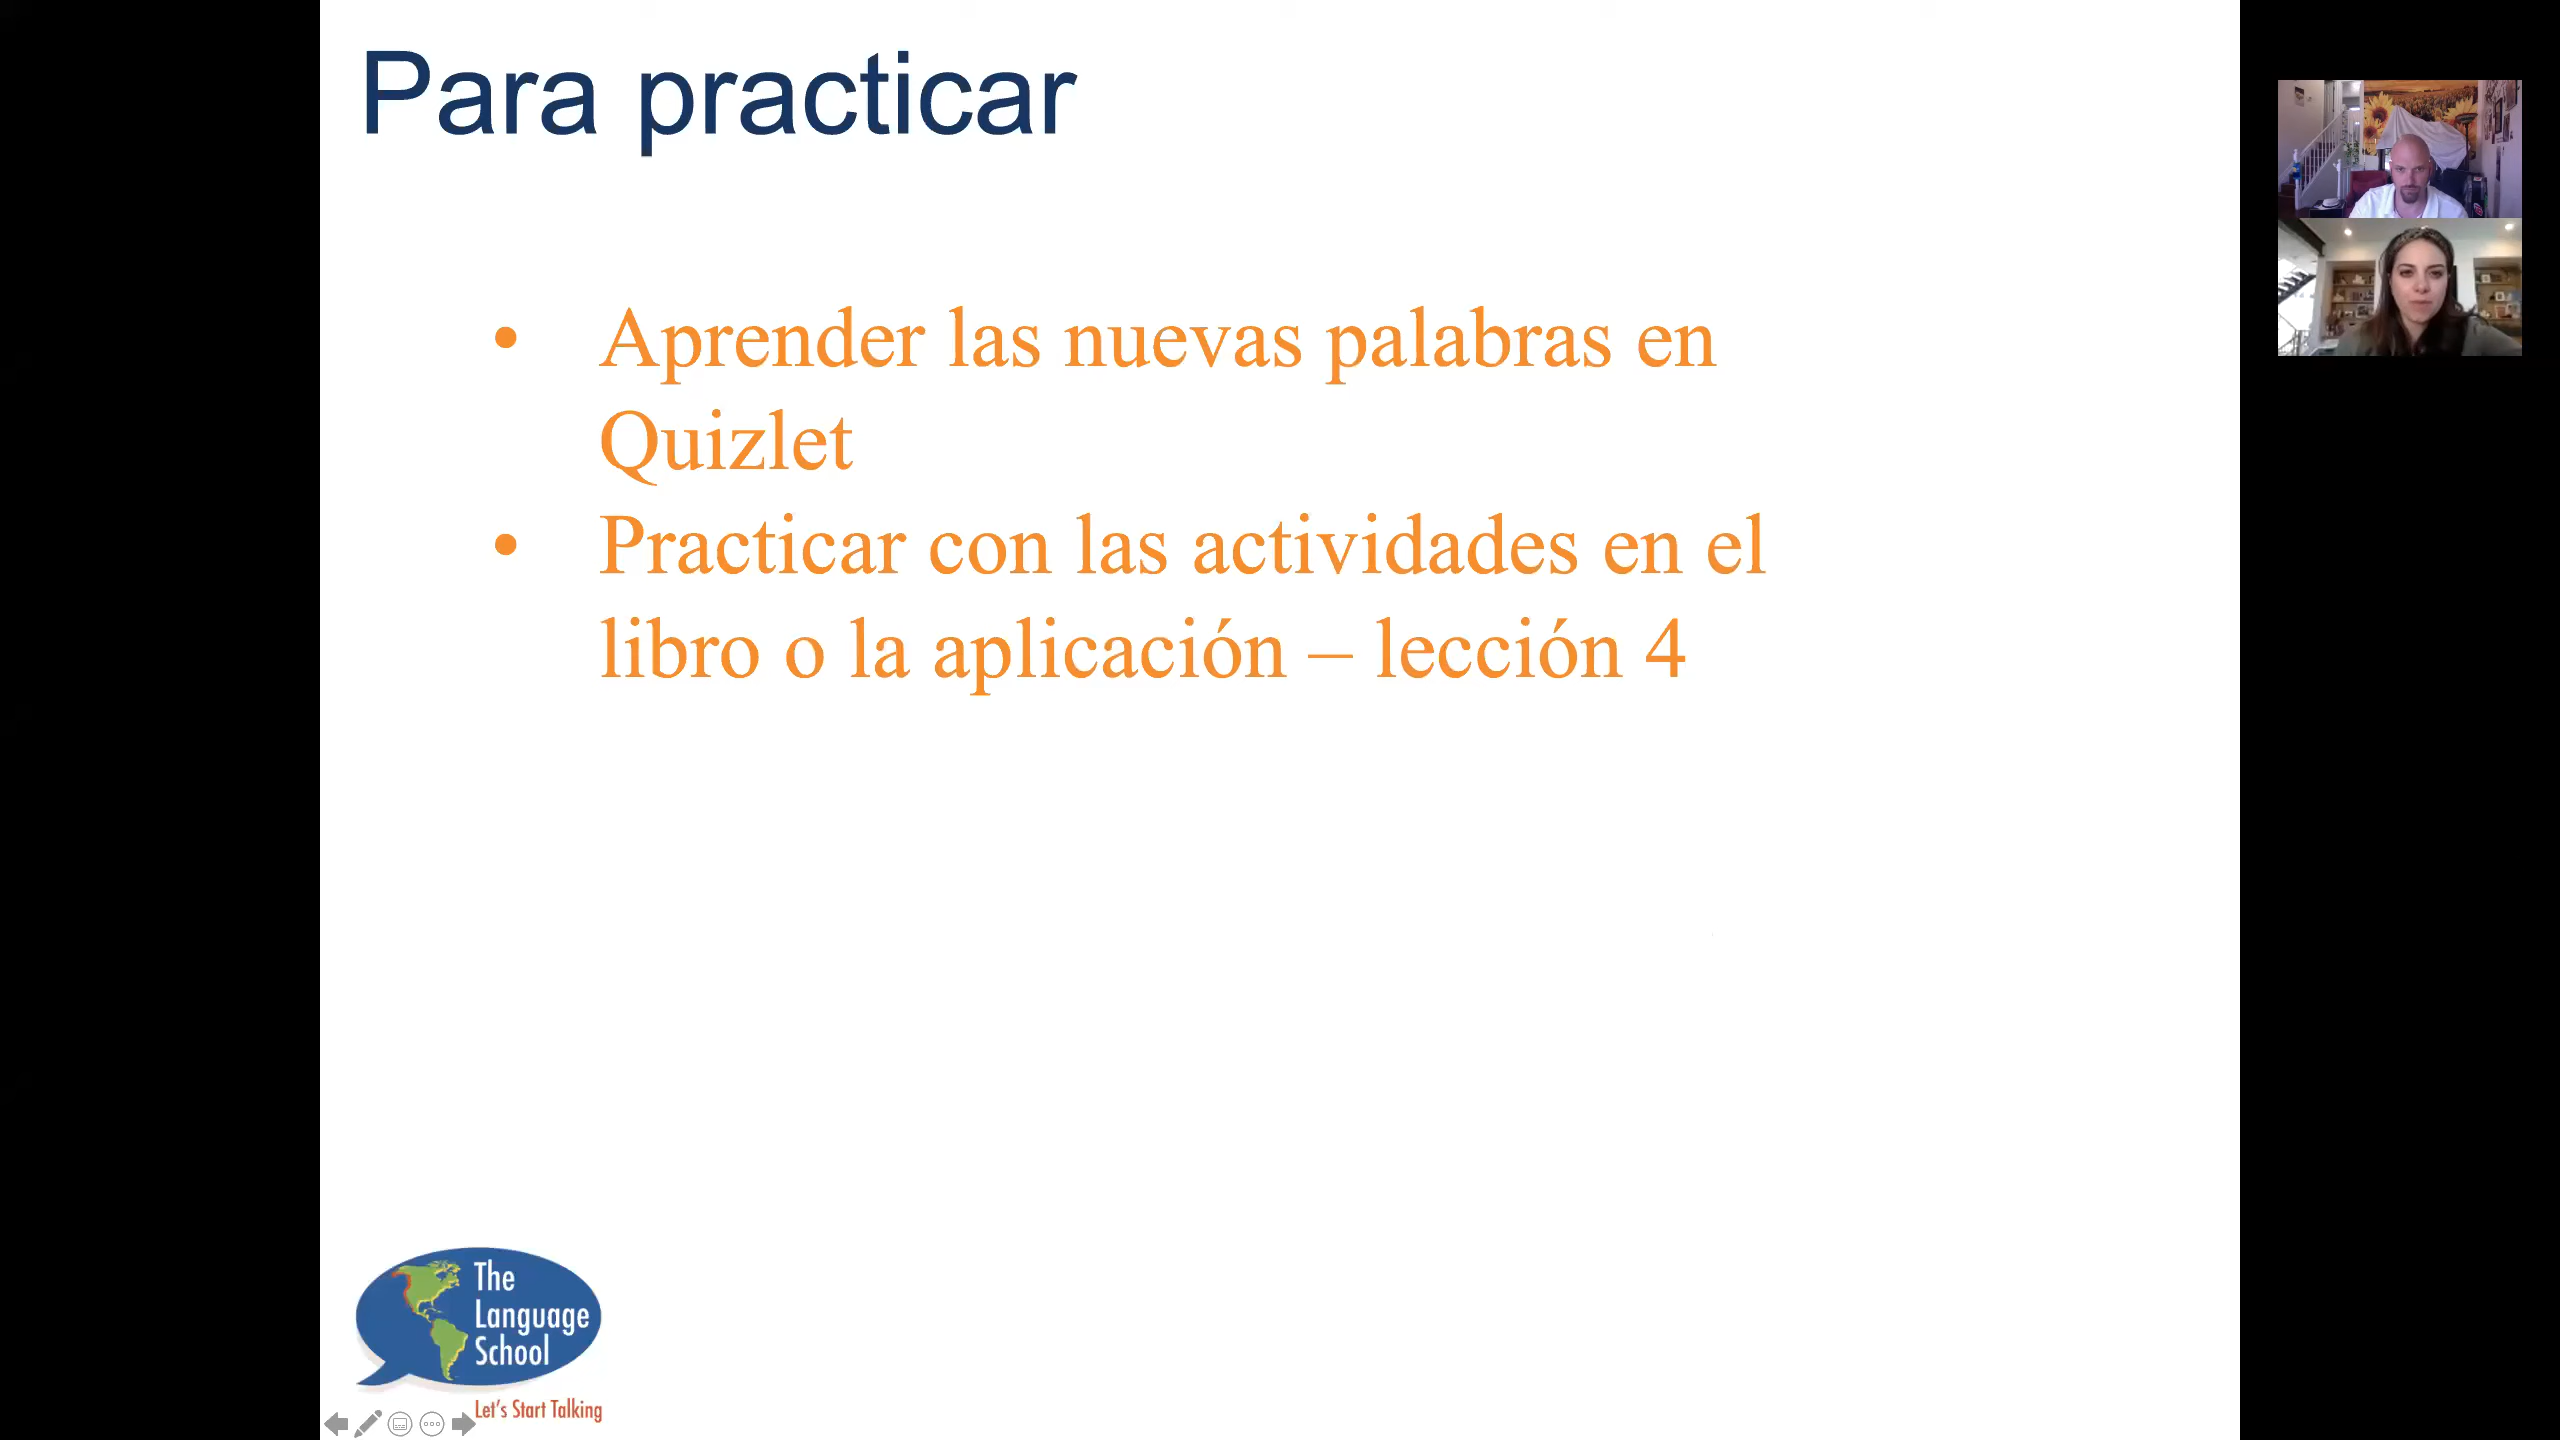 Para practicar
• Aprender las nuevas palabras en
Quizlet
• Practicar con las actividades en el
libro o la aplicación – lección 4
The
Language
School
Let's Start Talking